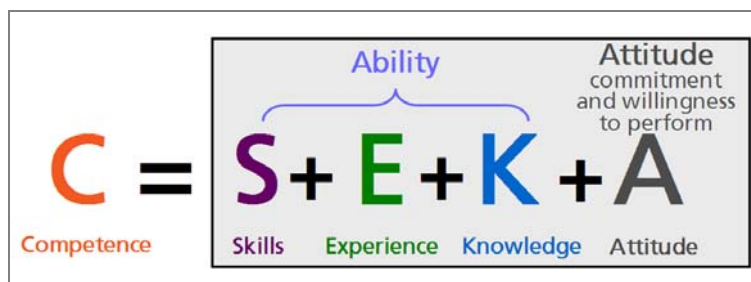 Ability
Attitude
commitment
and willingness
to perform
C = S + E + K + A
Competence Skills Experience Knowledge Attitude